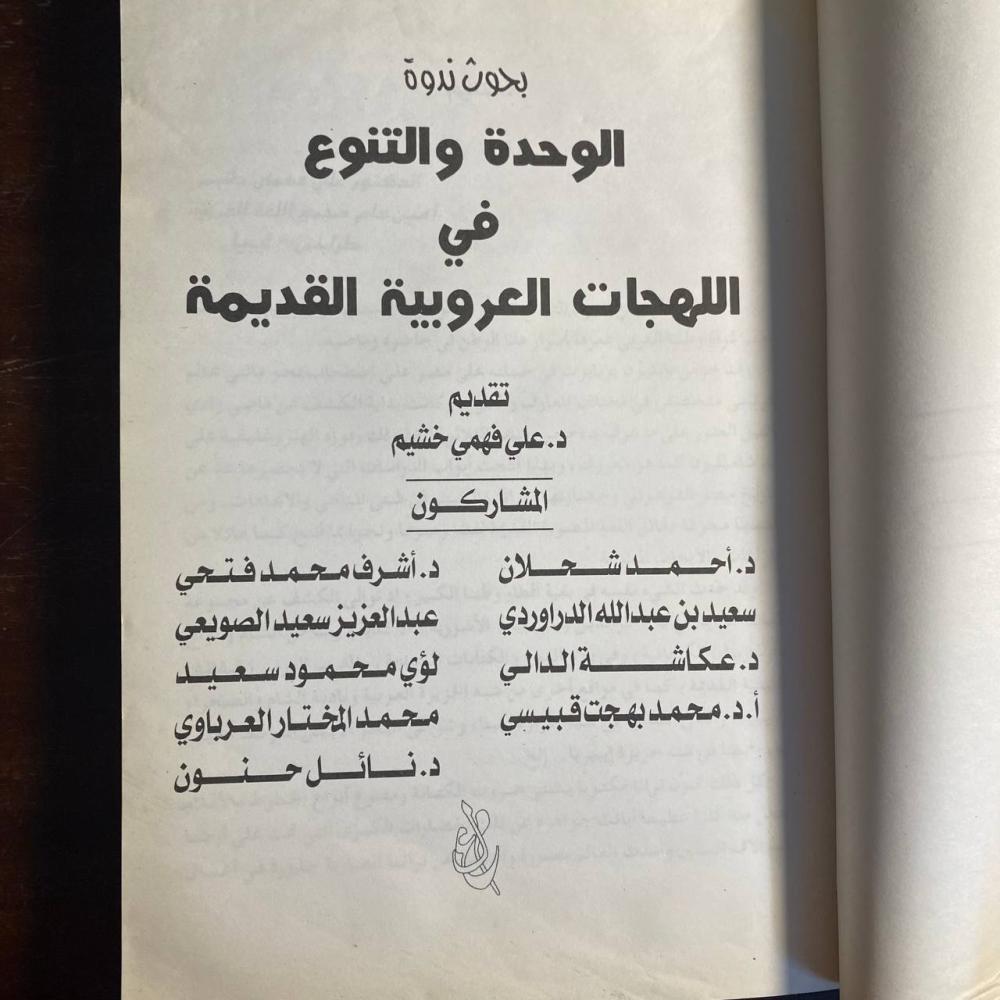 بحوث ندوة
الوحدة والتنوع
في
اللهجات العروبية القديمة
تقديم
د. علي فهمي خشيم
المشاركون
د. أحمد شحلان
سعيد بن عبدالله الدراوردي
د. عكاشة الدالي
أ. د. محمد بهجت قبيسي
د. أشرف محمد فتحي
عبدالعزيز سعيد الصويعي
لؤي محمود سعيد
محمد المختار العرباوي
د. نائل حنون